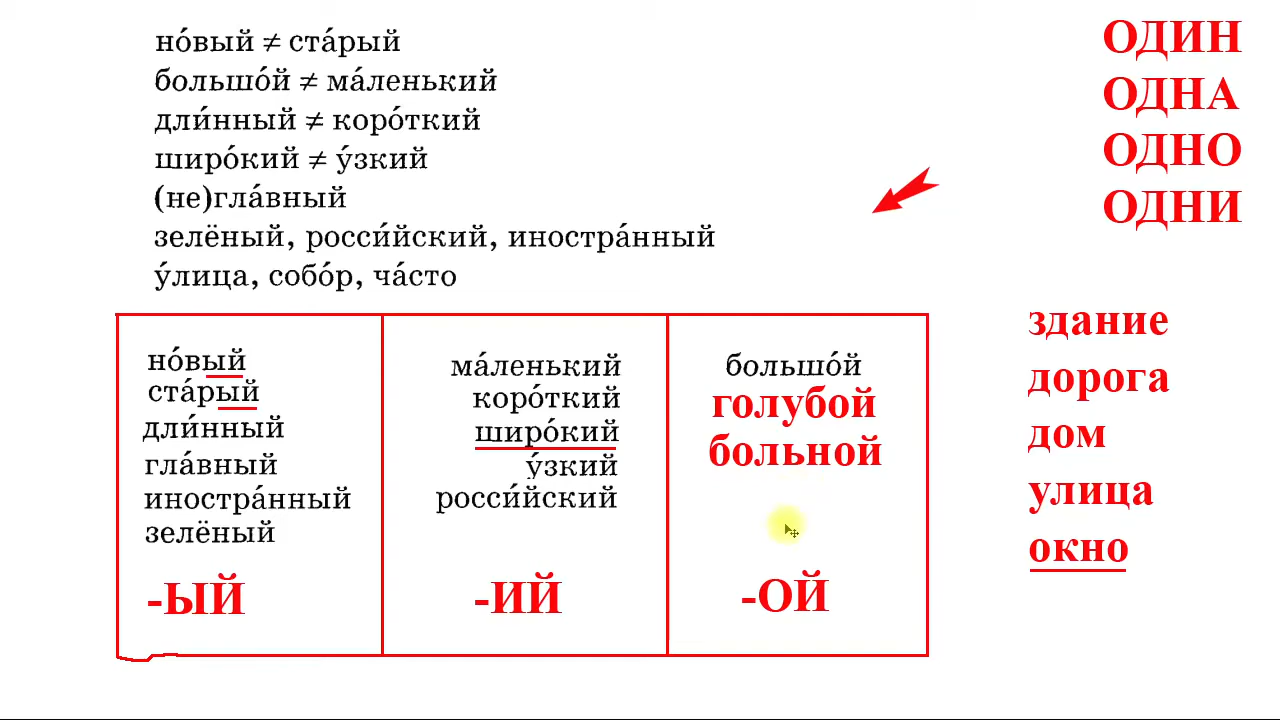 но́вый ≠ ста́рый
большо́й ≠ ма́ленький
дли́нный ≠ коро́ткий
широ́кий ≠ у́зкий
(не)гла́вный
зелёный, росси́йский, иностра́нный
у́лица, собо́р, ча́сто
ОДИН
ОДНА
ОДНО
ОДНИ
но́вый
ста́рый
дли́нный
гла́вный
иностра́нный
зелёный
-ЫЙ
ма́ленький
коро́ткий
широ́кий
у́зкий
росси́йский
-ИЙ
большо́й
голубой
больной
-ОЙ
здание
дорога
дом
улица
окно